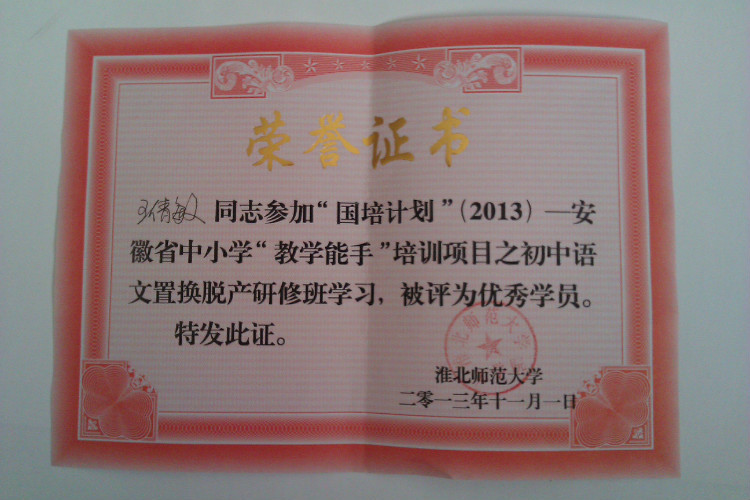 荣誉证书
王倩敏 同志参加“国培计划”(2013)—安
徽省中小学“教学能手”培训项目之初中语
文置换脱产研修班学习，被评为优秀学员。
特发此证。
淮北师范大学
二零一三年十一月一日